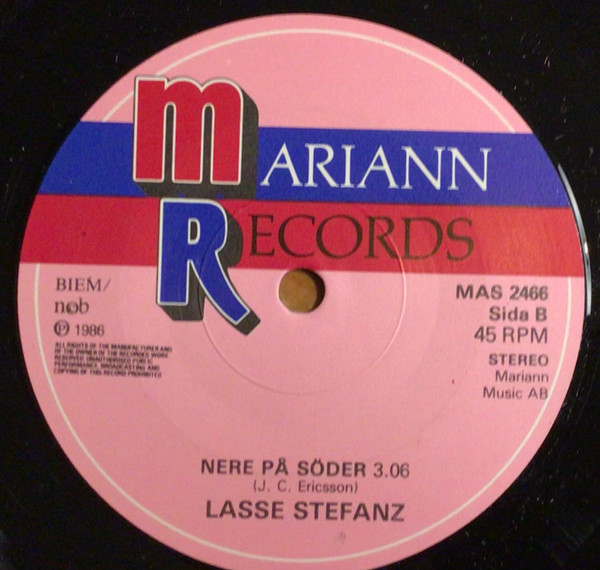 MARIANN
RECORDS
BIEM/
ncb
℗ 1986
ALL RIGHTS OF THE MANUFACTURER AND
OF THE OWNER OF THE RECORDED WORK
RESERVED UNAUTHORISED PUBLIC
PERFORMANCE BROADCASTING AND
COPYING OF THIS RECORD PROHIBITED
MAS 2466
Sida B
45 RPM
STEREO
Mariann
Music AB
NERE PÅ SÖDER 3.06
(J. C. Ericsson)
LASSE STEFANZ